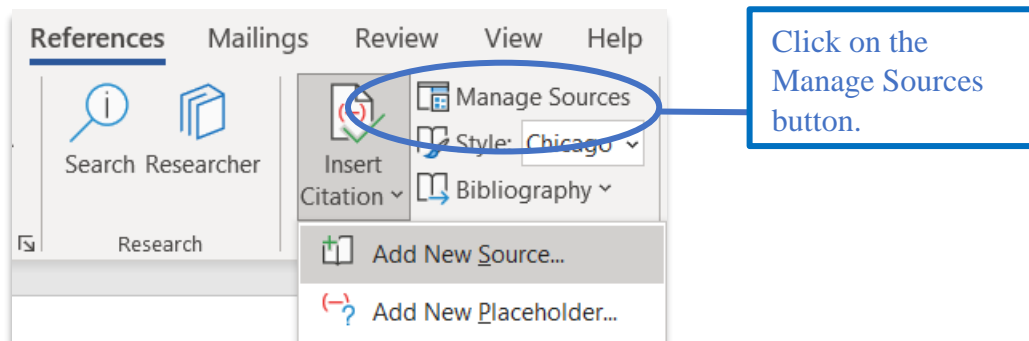 References Mailings Review View Help
Click on the
Manage Sources
button.
Manage Sources
Style: Chicago
Search Researcher
Insert
Citation
Bibliography
Research
Add New Source...
Add New Placeholder...